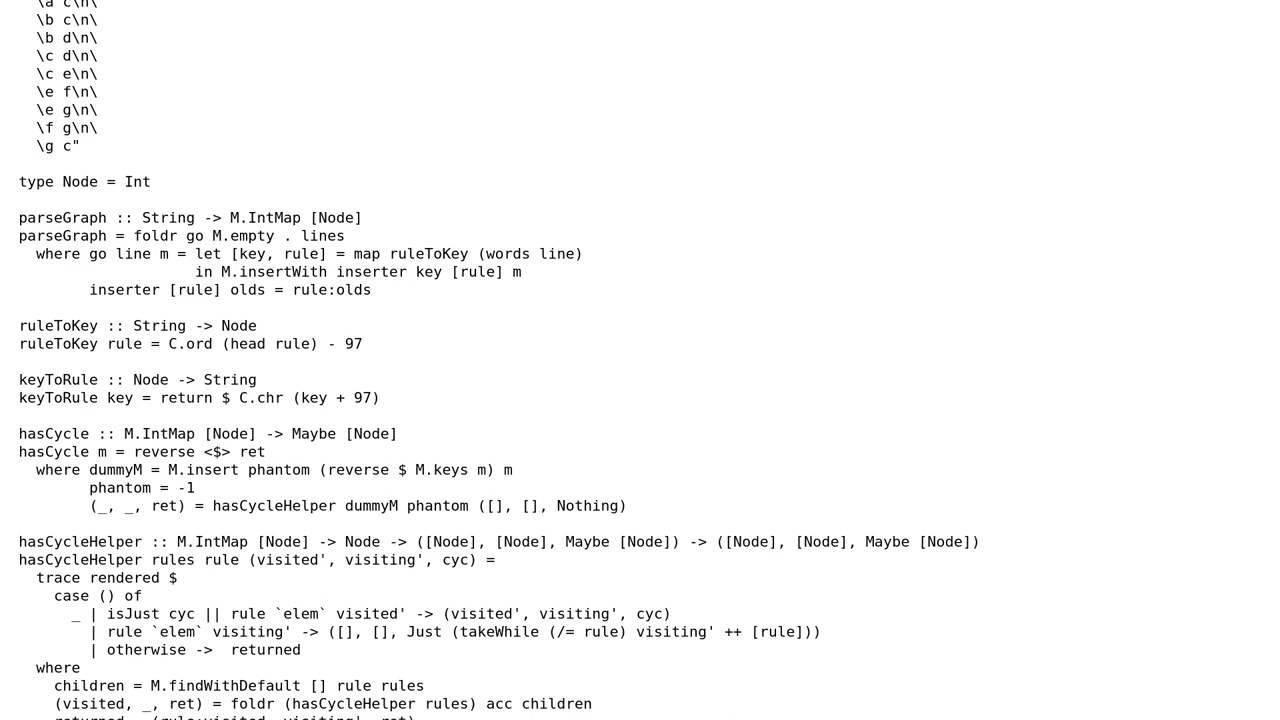 \a c\n\
\b c\n\
\b d\n\
\c d\n\
\c e\n\
\e f\n\
\e g\n\
\f g\n\
\g c"
type Node = Int
parseGraph :: String -> M.IntMap [Node]
parseGraph = foldr go M.empty . lines
where go line m = let [key, rule] = map ruleToKey (words line)
in M.insertWith inserter key [rule] m
inserter [rule] olds = rule:olds
ruleToKey :: String -> Node
ruleToKey rule = C.ord (head rule) - 97
keyToRule :: Node -> String
keyToRule key = return $ C.chr (key + 97)
hasCycle :: M.IntMap [Node] -> Maybe [Node]
hasCycle m = reverse <$> ret
where dummyM = M.insert phantom (reverse $ M.keys m) m
phantom = -1
(_, _, ret) = hasCycleHelper dummyM phantom ([], [], Nothing)
hasCycleHelper :: M.IntMap [Node] -> Node -> ([Node], [Node], Maybe [Node]) -> ([Node], [Node], Maybe [Node])
hasCycleHelper rules rule (visited', visiting', cyc) =
trace rendered $
case () of
_ | isJust cyc || rule `elem` visited' -> (visited', visiting', cyc)
| rule `elem` visiting' -> ([], [], Just (takeWhile (/= rule) visiting' ++ [rule]))
| otherwise ->  returned
where
children = M.findWithDefault [] rule rules
(visited, _, ret) = foldr (hasCycleHelper rules) acc children
returned = (rule:visited, visiting', ret)